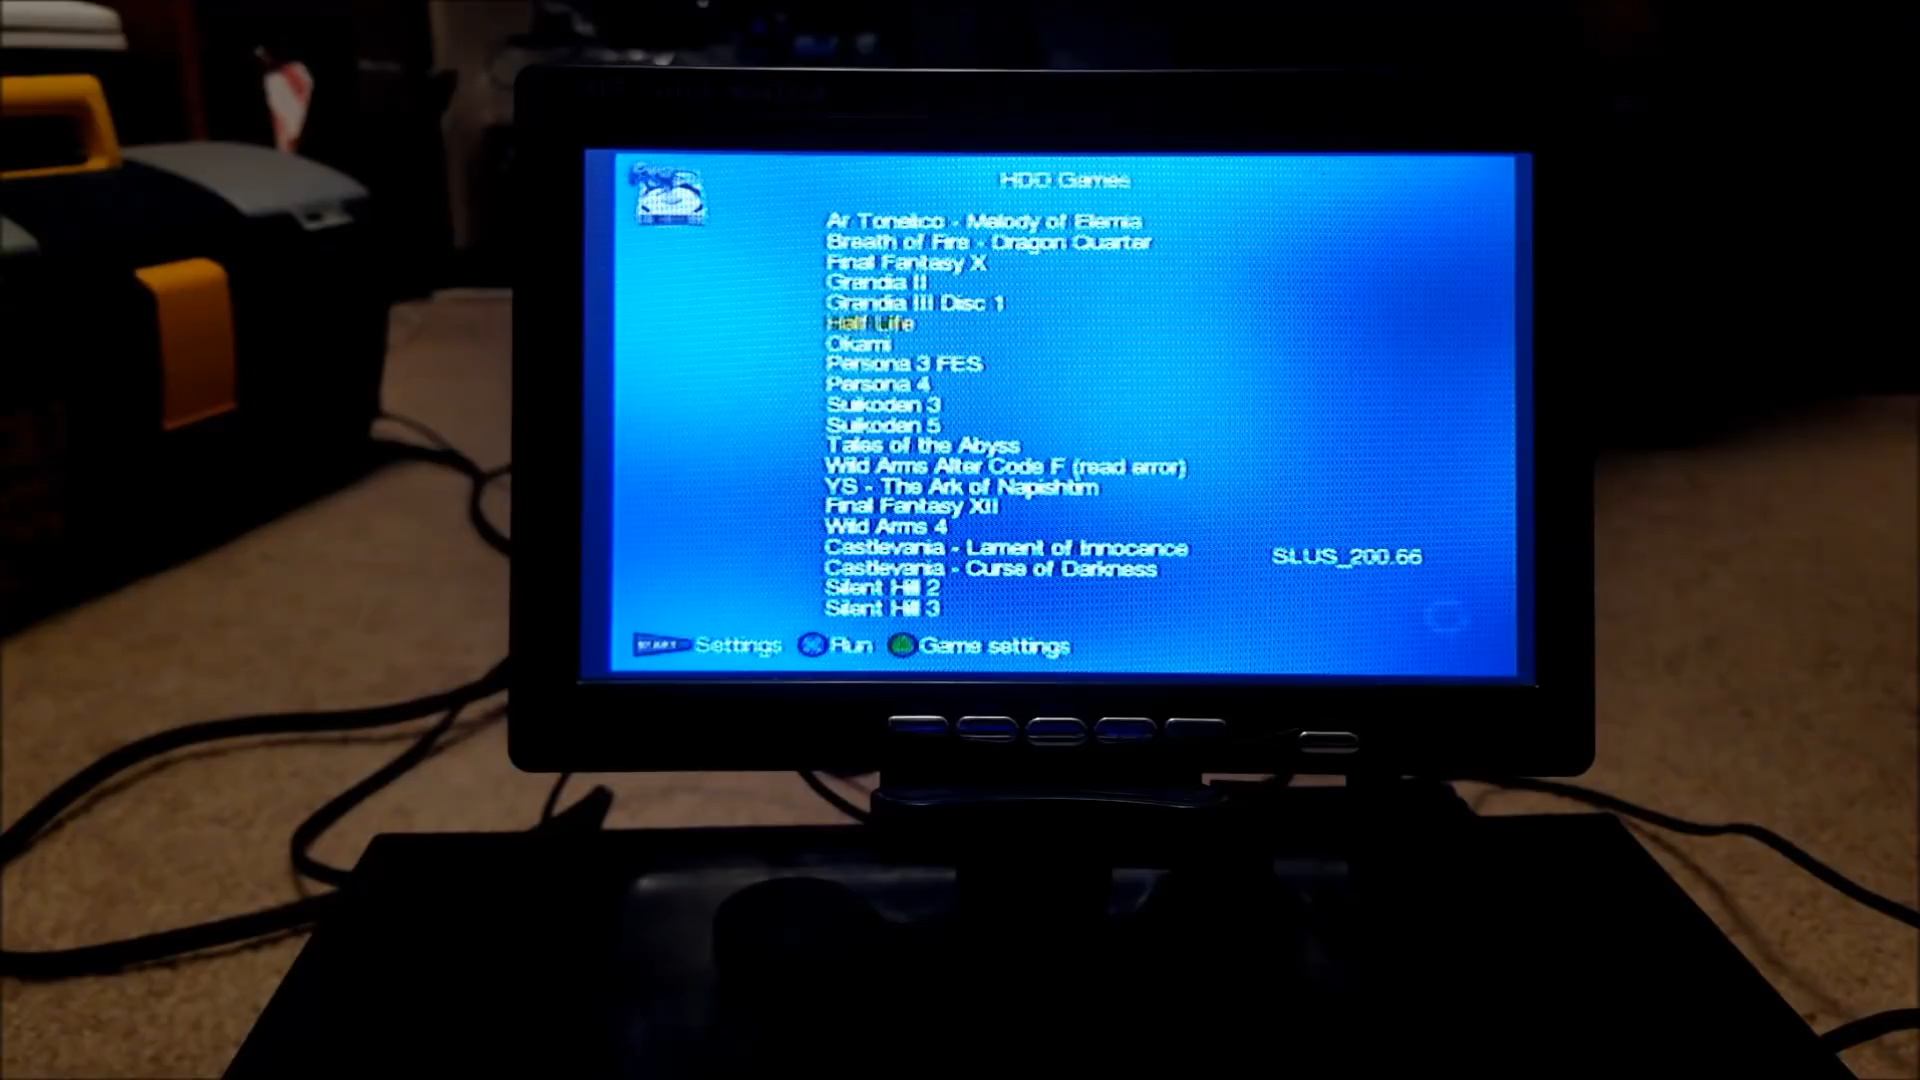 HDD Games
Ar Tonelico - Melody of Elemia
Breath of Fire - Dragon Quarter
Final Fantasy X
Grandia II
Grandia III Disc 1
Half Life
Okami
Persona 3 FES
Persona 4
Suikoden 3
Suikoden 5
Tales of the Abyss
Wild Arms Alter Code F (read error)
YS - The Ark of Napishtim
Final Fantasy XII
Wild Arms 4
Castlevania - Lament of Innocence
SLUS_200.66
Castlevania - Curse of Darkness
Silent Hill 2
Silent Hill 3
START Settings Run Game settings